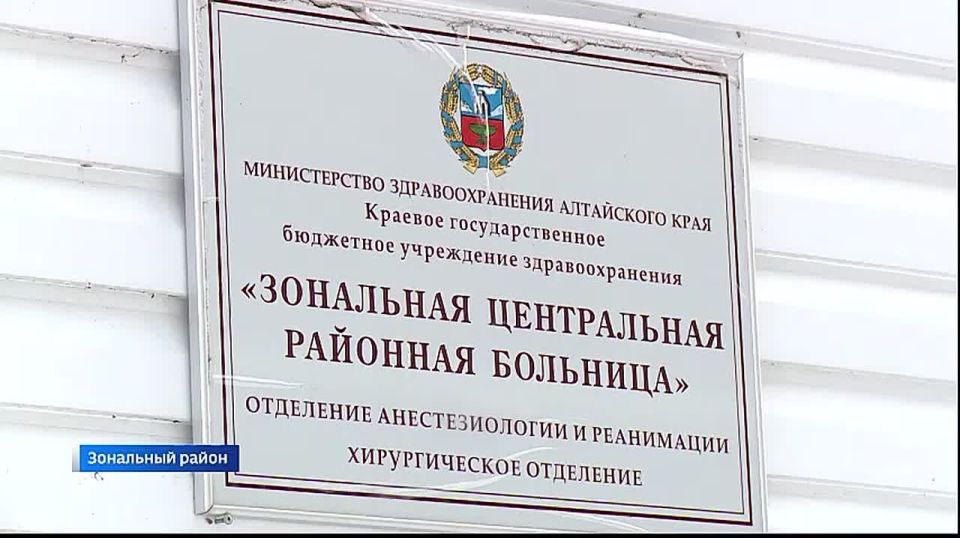 МИНИСТЕРСТВО ЗДРАВООХРАНЕНИЯ АЛТАЙСКОГО КРАЯ
Краевое государственное
бюджетное учреждение здравоохранения
«ЗОНАЛЬНАЯ ЦЕНТРАЛЬНАЯ
РАЙОННАЯ БОЛЬНИЦА»
ОТДЕЛЕНИЕ АНЕСТЕЗИОЛОГИИ И РЕАНИМАЦИИ
ХИРУРГИЧЕСКОЕ ОТДЕЛЕНИЕ
Зональный район